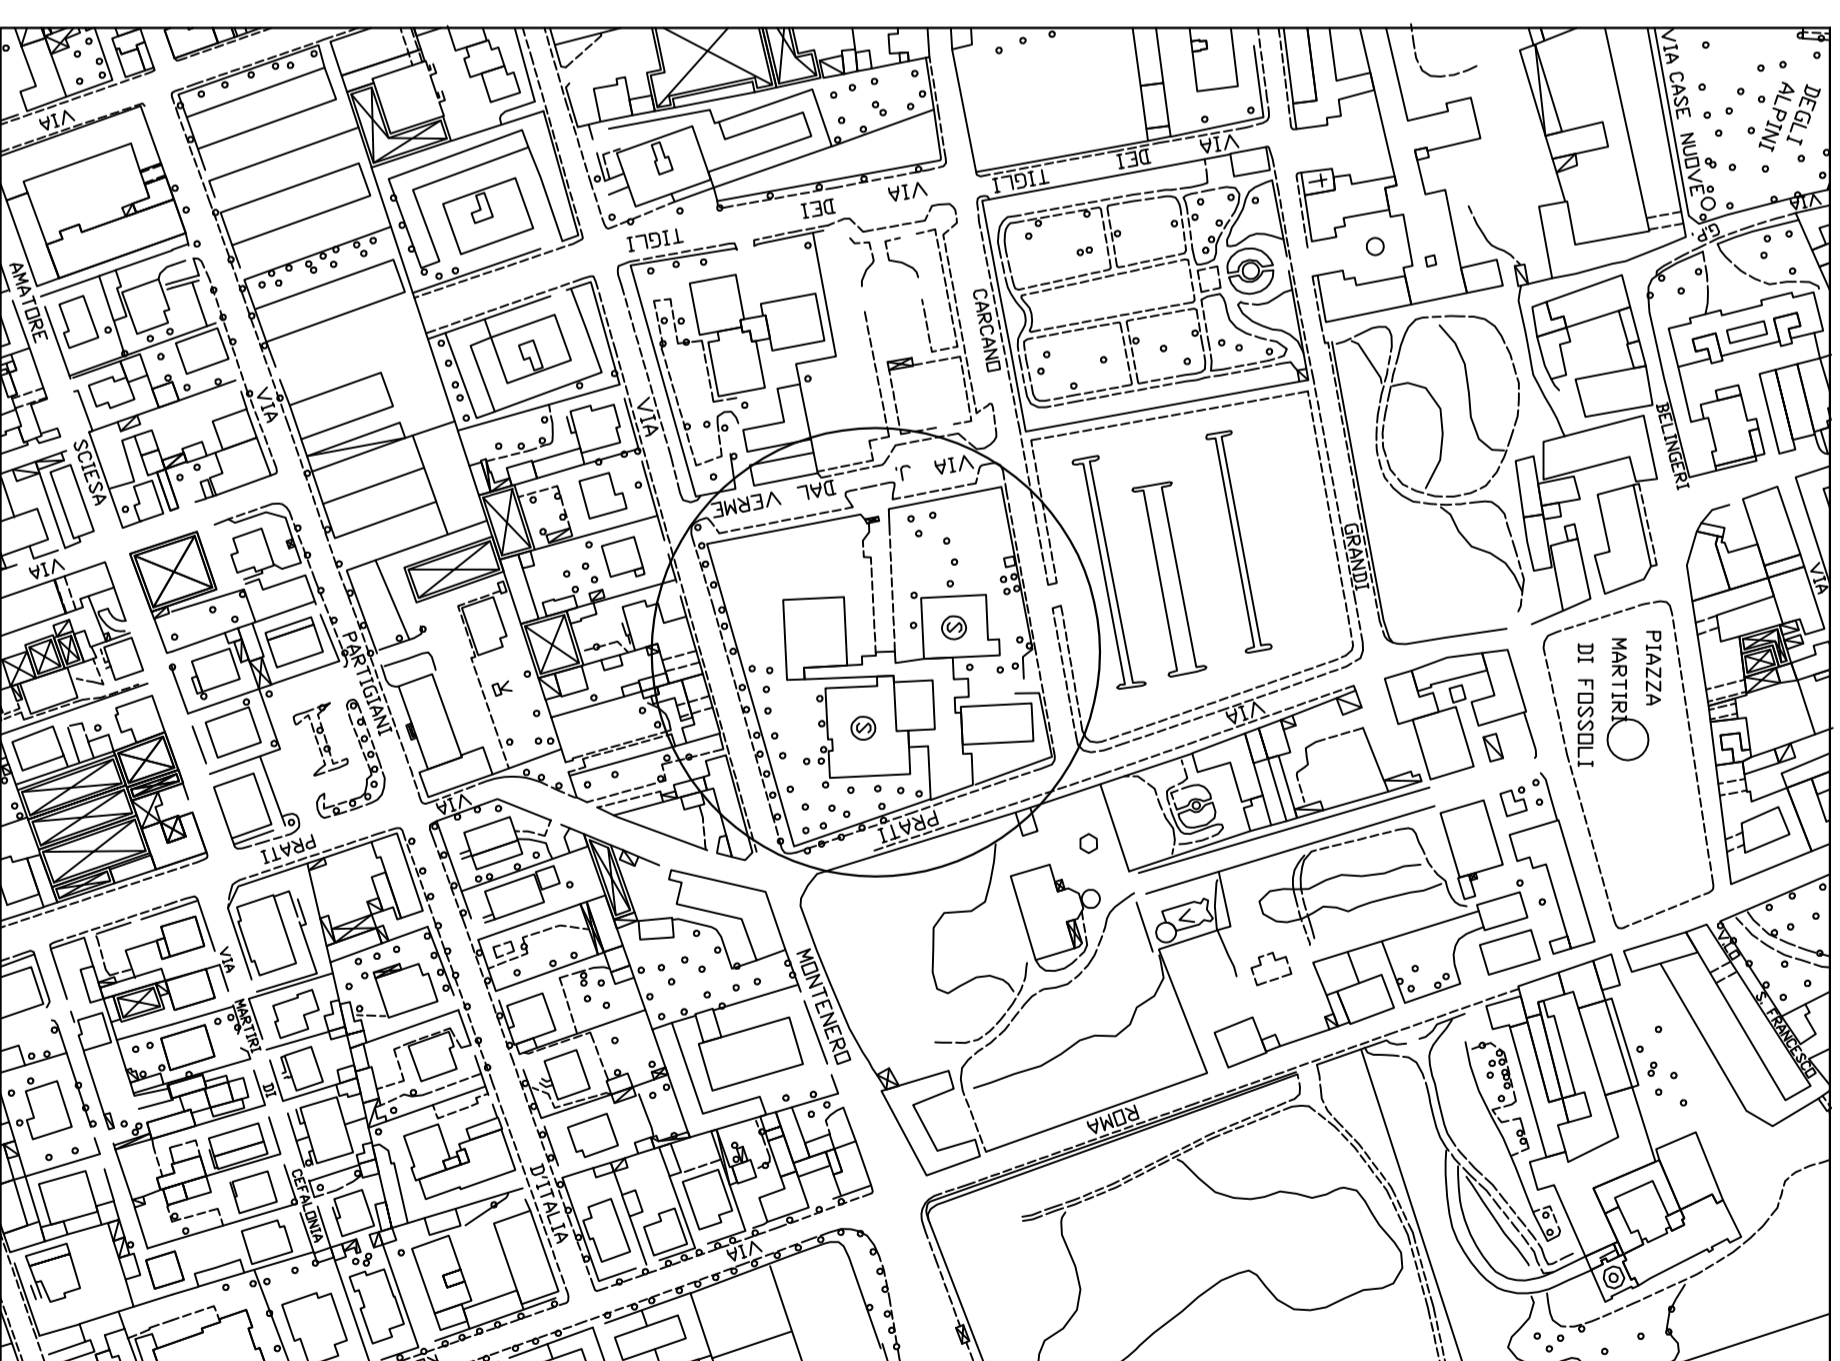 VIA CASE NUOVE
DEGLI
ALPINI
VIA
VIA
DEI
TIGLI
VIA
VIA
DEI
TIGLI
AMATORE
SCIESA
CARCANO
VIA
VIA
BELINGERI
VIA
J.
DAL
VERME
GRANDI
VIA
VIA
S
PIAZZA
MARTIRI
DI FOSSOLI
PARTIGIANI
R
S
VIA
VIA
PRATI
PRATI
VIA
MARTIRI
DI
CEFALONIA
MONTENERO
V.LO
S. FRANCESCO
ROMA
D'ITALIA
VIA